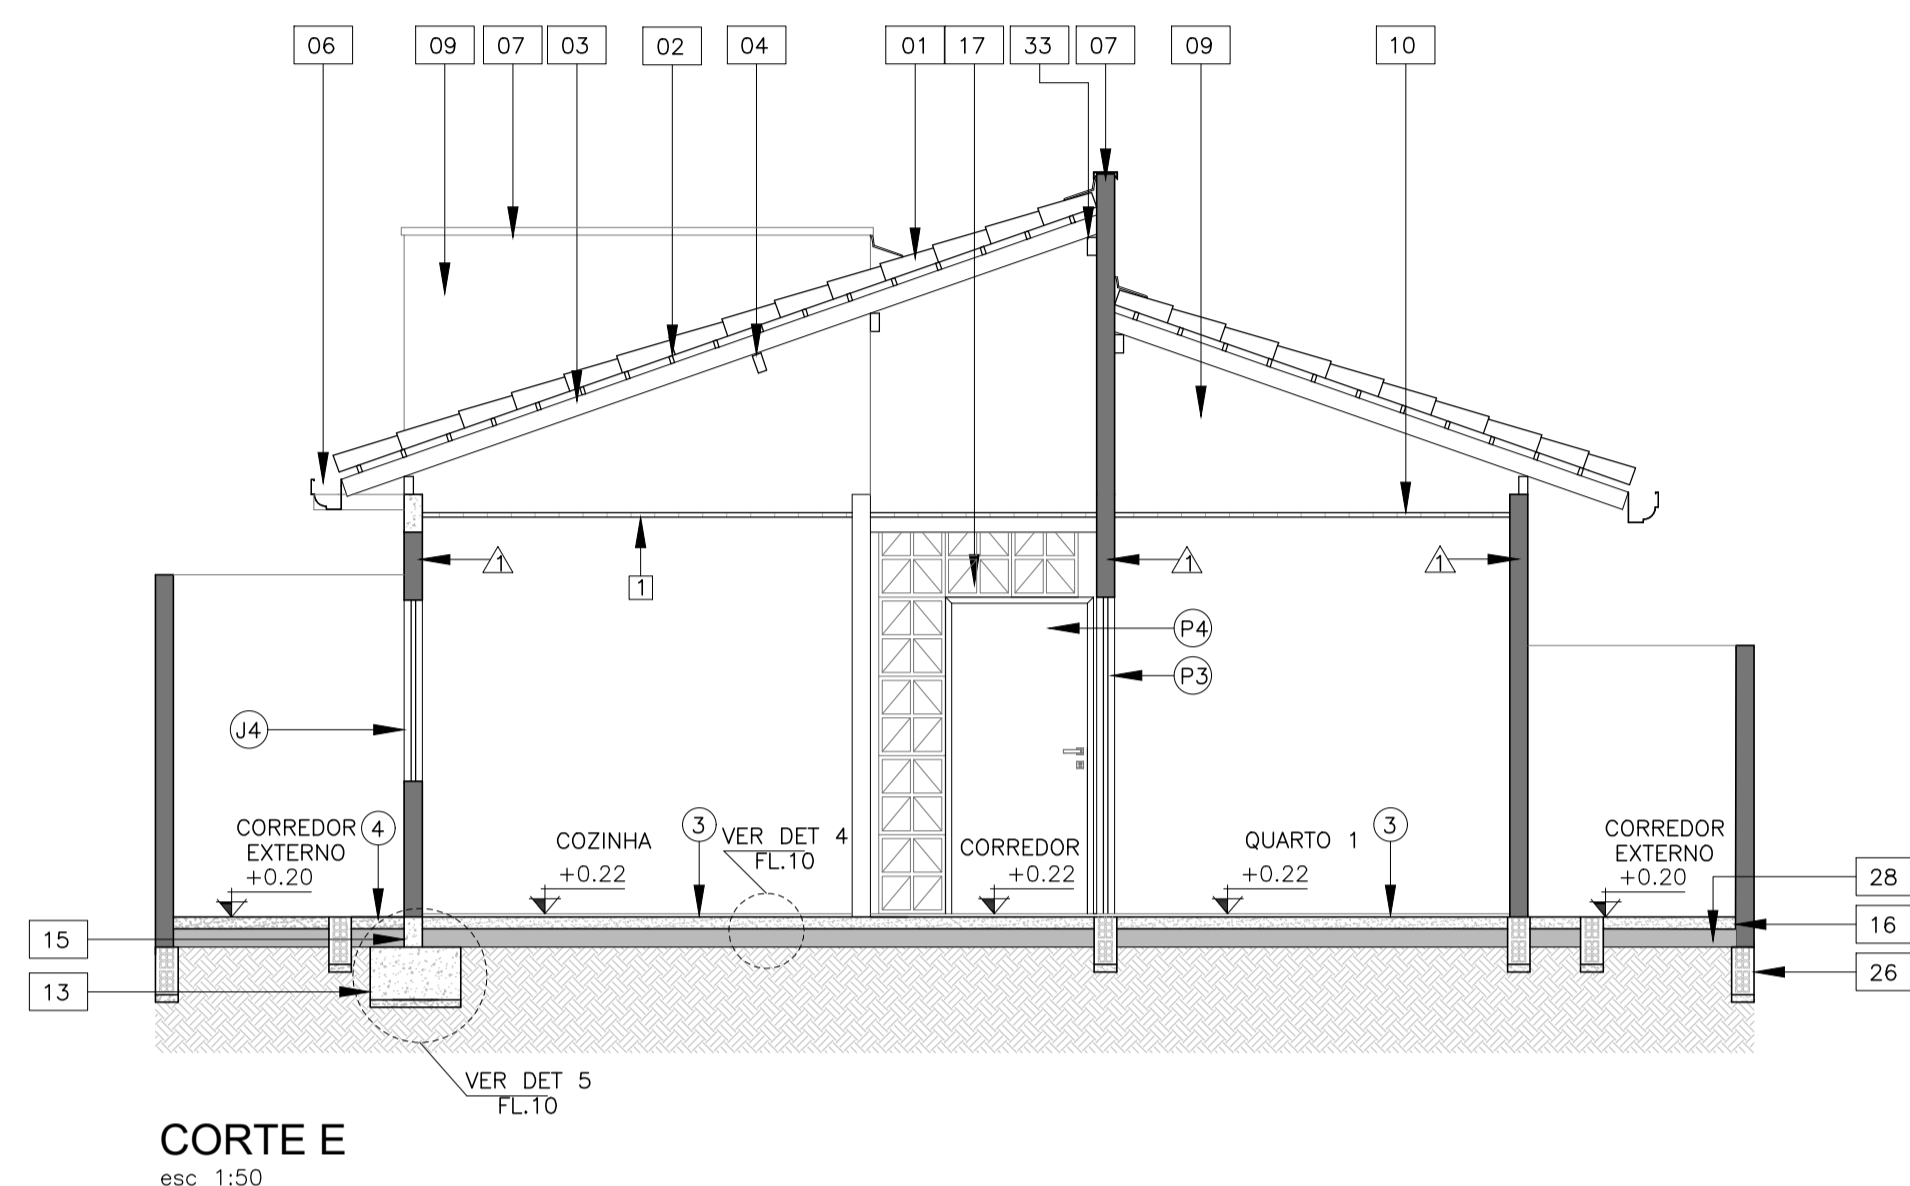 06
09
07
03
02
04
01
17
33
07
09
10
1
1
1
1
P4
P3
J4
CORREDOR
EXTERNO
+0.20
4
COZINHA
+0.22
3
VER DET 4
FL.10
CORREDOR
+0.22
QUARTO 1
+0.22
3
CORREDOR
EXTERNO
+0.20
28
15
16
13
26
VER DET 5
FL.10
CORTE E
esc 1:50